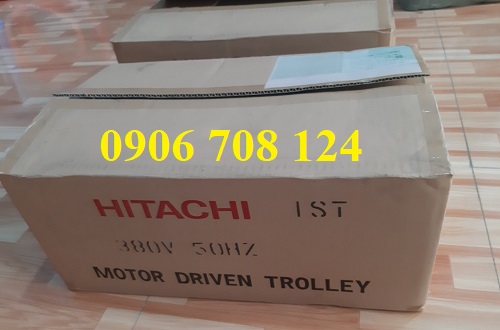 0906 708 124
HITACHI 1ST
380V 50HZ
MOTOR DRIVEN TROLLEY